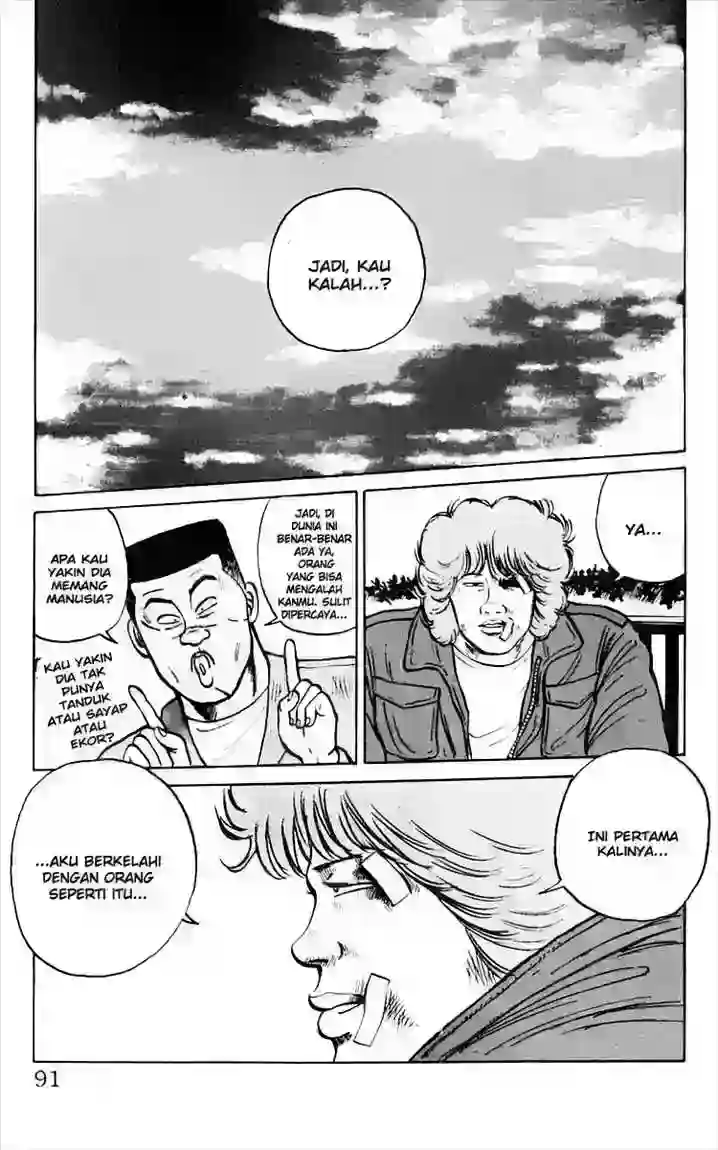 JADI, KAU
KALAH...?
YA...
JADI, DI
DUNIA INI
BENAR-BENAR
ADA YA,
ORANG
YANG BISA
MENGALAH
KANMU. SULIT
DIPERCAYA...
APA KAU
YAKIN DIA
MEMANG
MANUSIA?
KAU YAKIN
DIA TAK
PUNYA
TANDUK
ATAU SAYAP
ATAU
EKOR?
INI PERTAMA
KALINYA...
...AKU BERKELAHI
DENGAN ORANG
SEPERTI ITU...
91